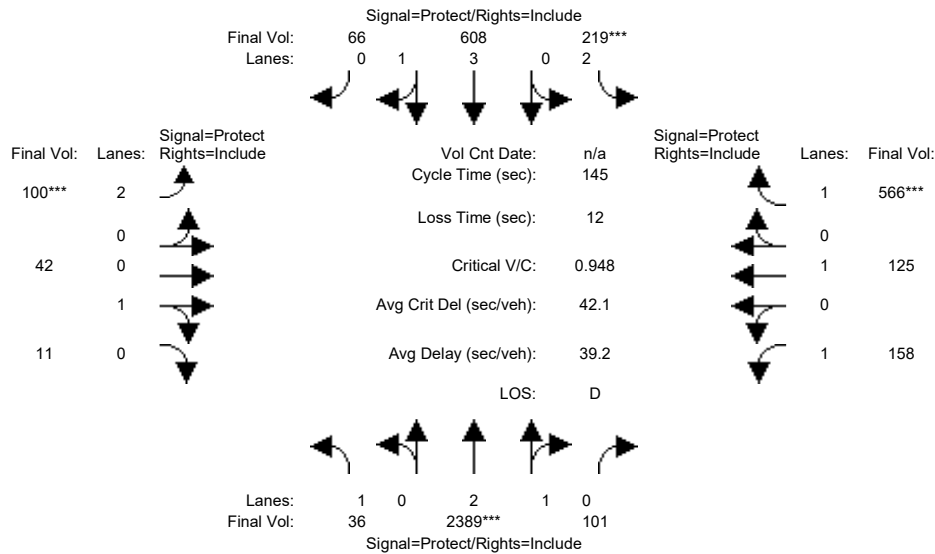 Signal=Protect/Rights=Include
Final Vol: 66 608 219***
Lanes: 0 1 3 0 2
Signal=Protect
Final Vol: Lanes: Rights=Include
Vol Cnt Date: n/a
Signal=Protect
Rights=Include Lanes: Final Vol:
Cycle Time (sec): 145
100*** 2
1 566***
Loss Time (sec): 12
0
0
42 0
Critical V/C: 0.948
1 125
1
Avg Crit Del (sec/veh): 42.1
0
11 0
Avg Delay (sec/veh): 39.2
1 158
LOS: D
Lanes: 1 0 2 1 0
Final Vol: 36 2389*** 101
Signal=Protect/Rights=Include